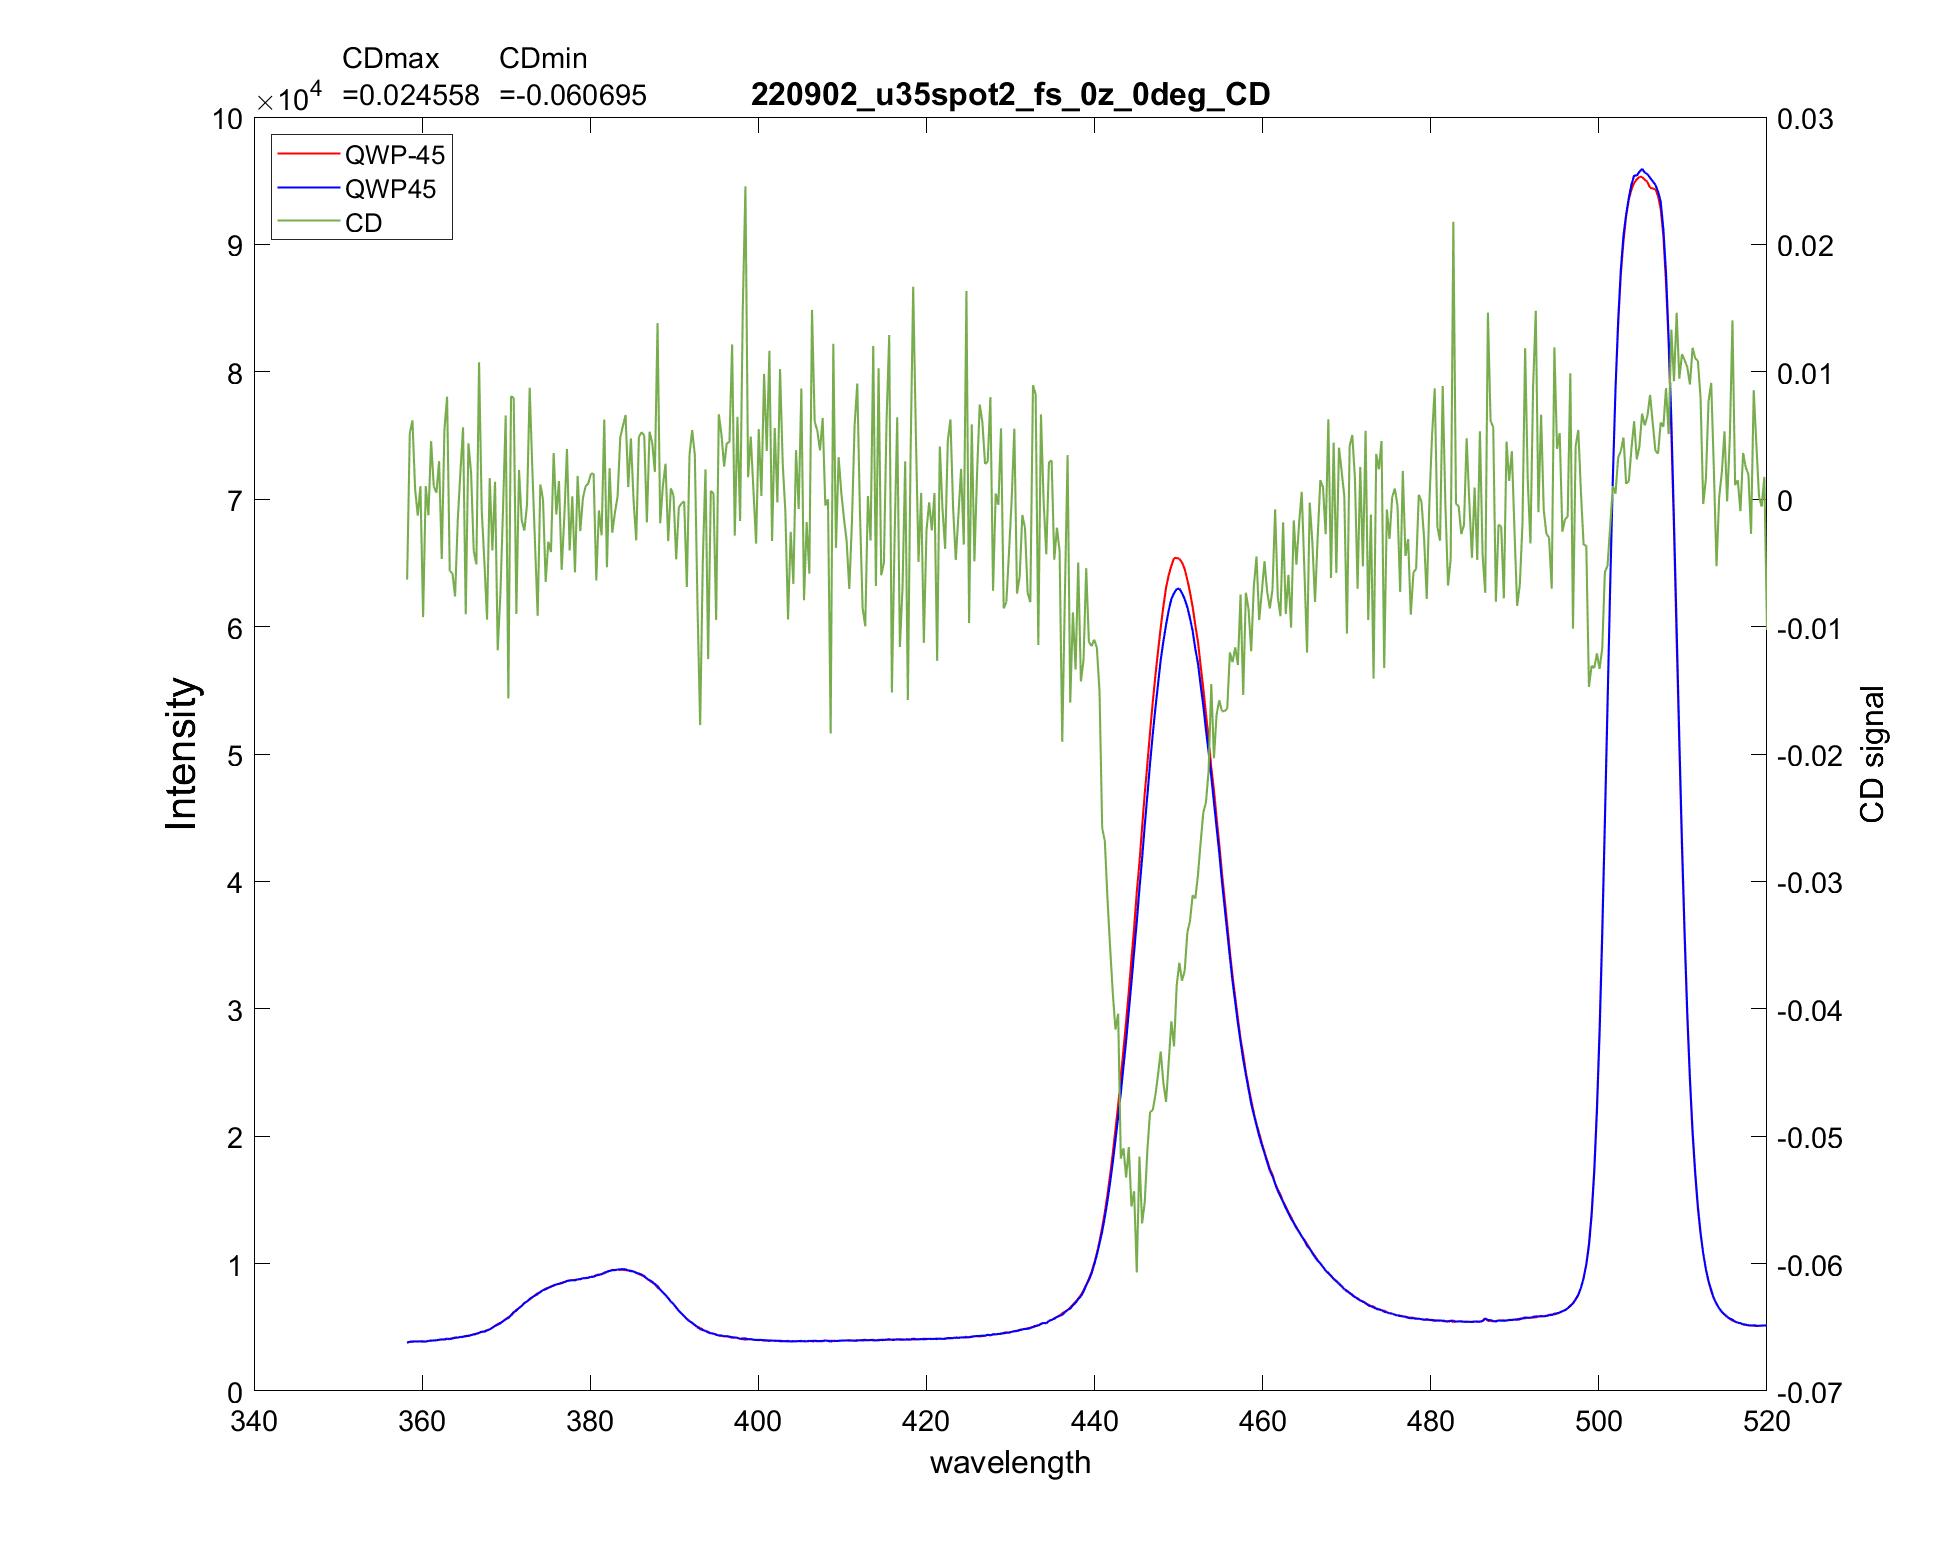 CDmax CDmin
=0.024558 =-0.060695
220902_u35spot2_fs_0z_0deg_CD
×10⁴
QWP-45
QWP45
CD
10
9
8
7
6
5
4
3
2
1
0
Intensity
0.03
0.02
0.01
0
-0.01
-0.02
-0.03
-0.04
-0.05
-0.06
-0.07
CD signal
340 360 380 400 420 440 460 480 500 520
wavelength